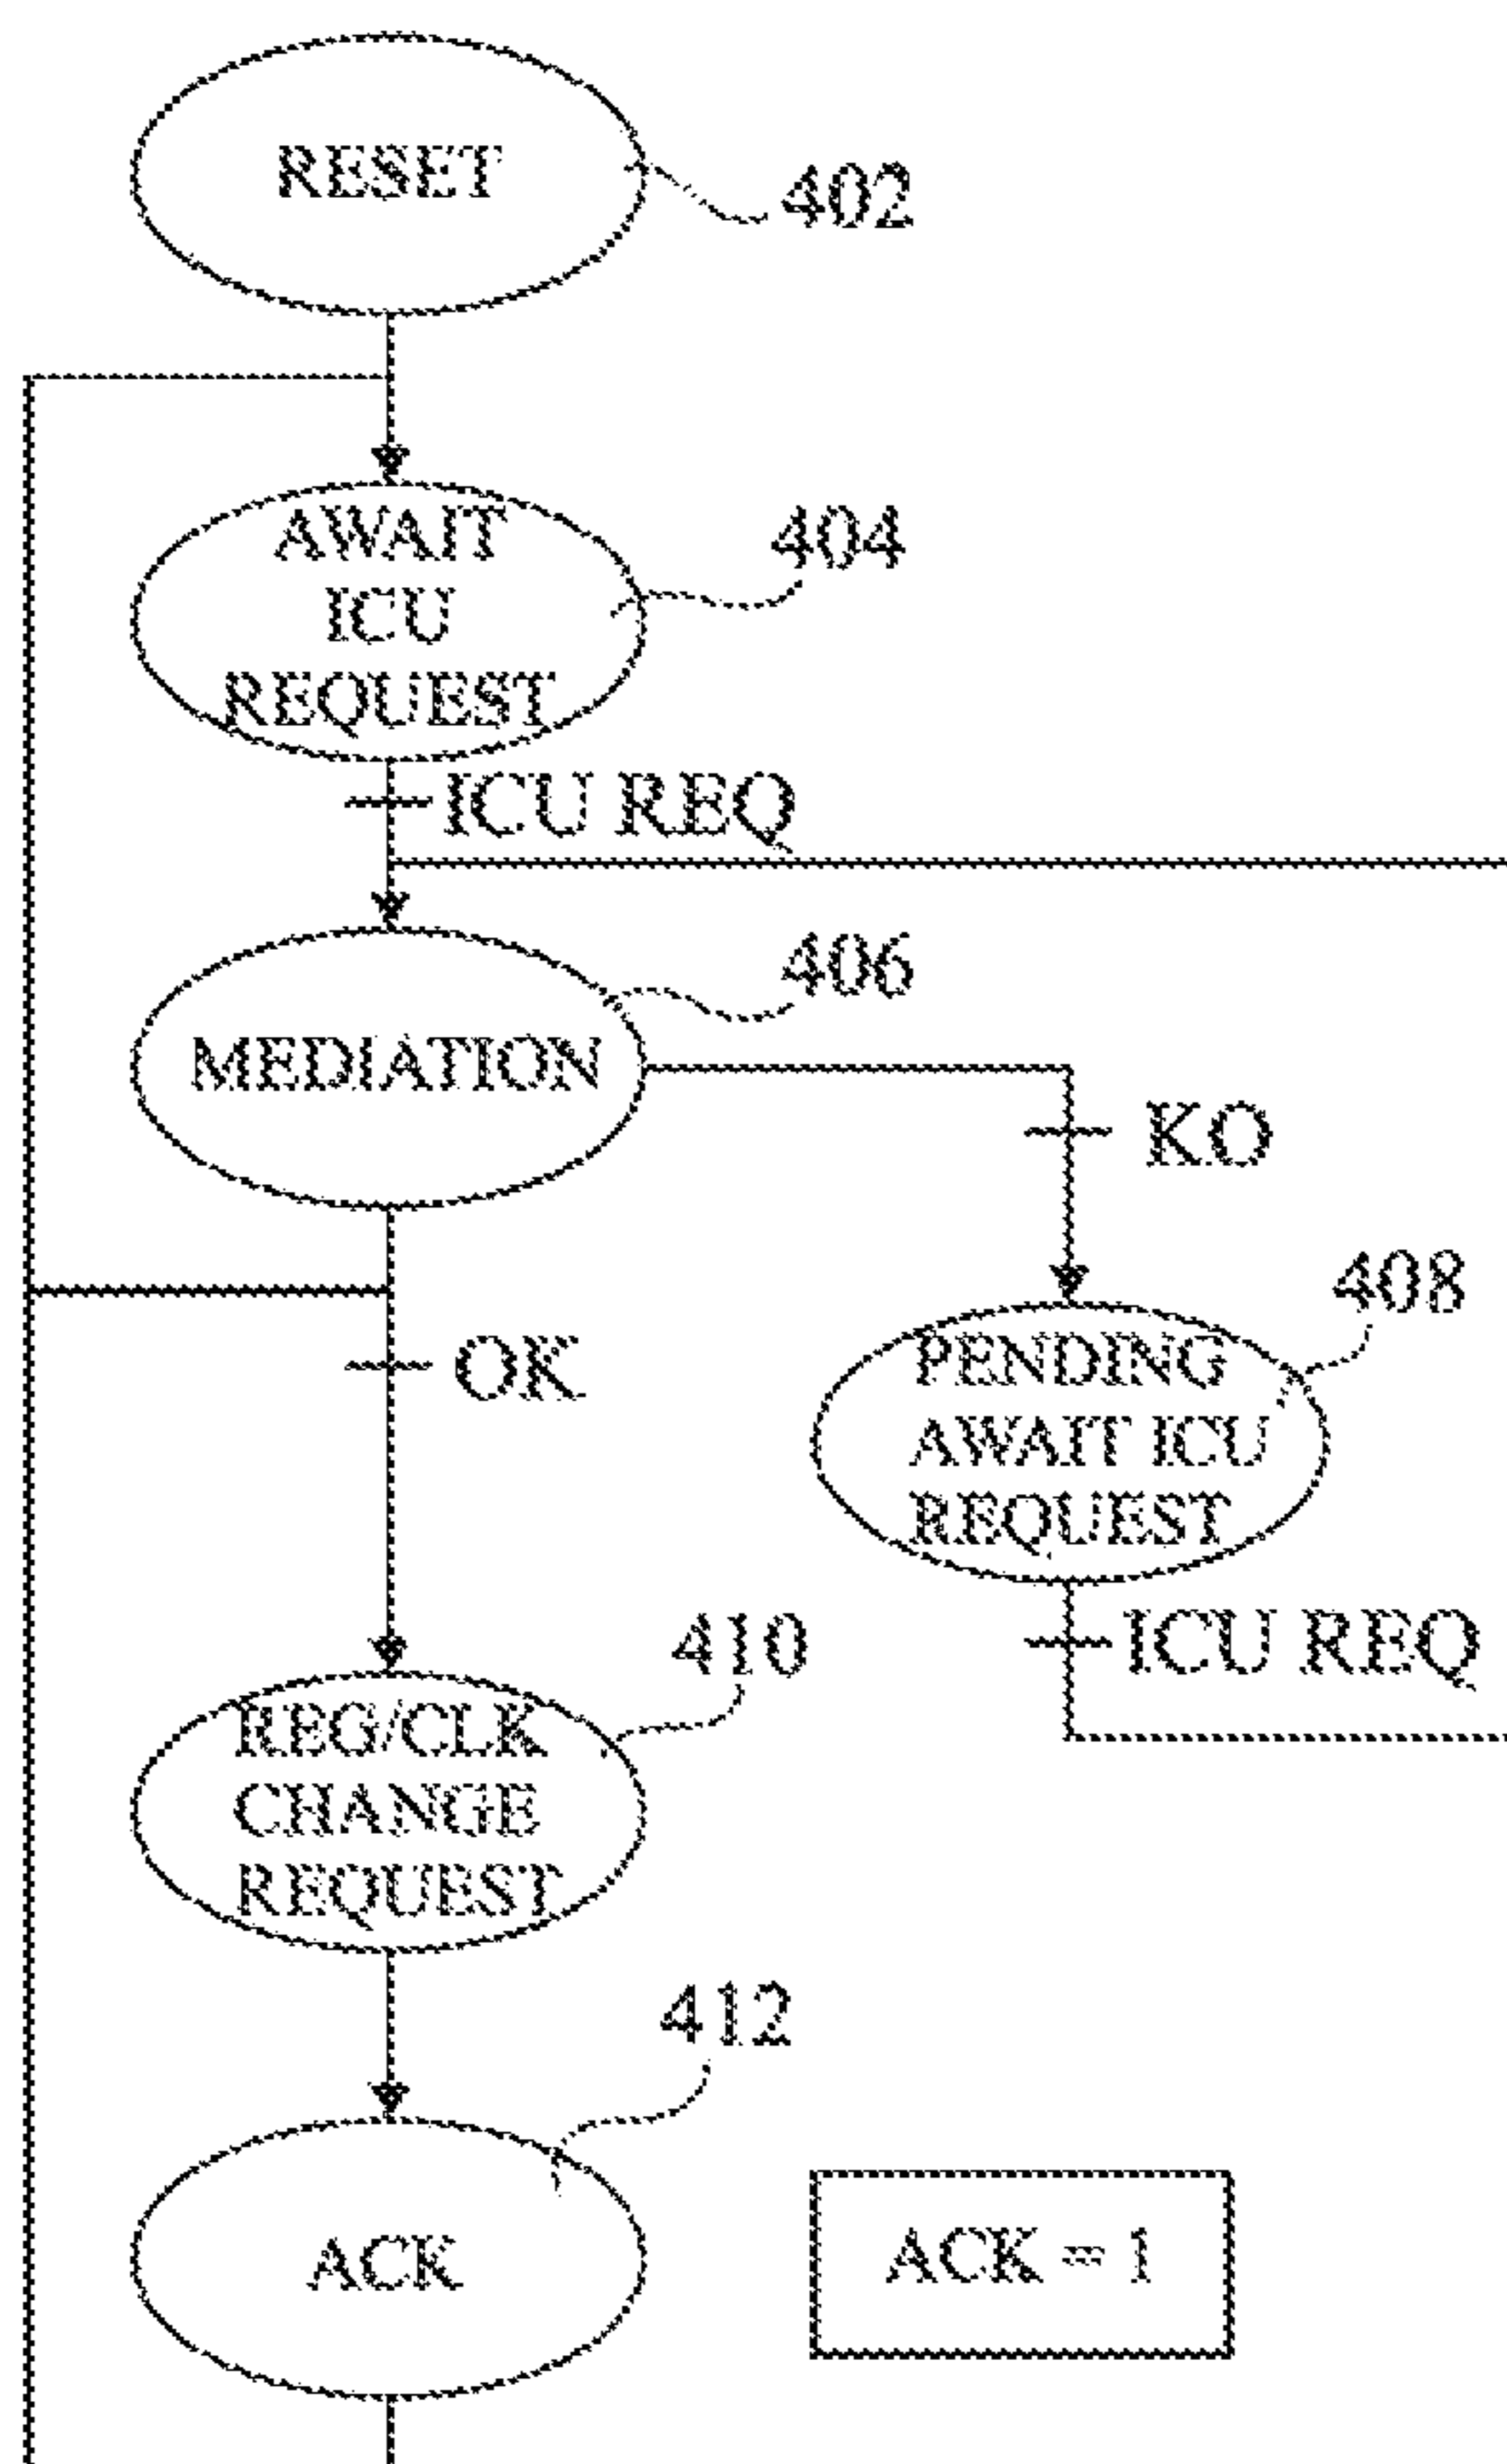 RESET
402
AWAIT
ICU
REQUEST
404
ICU REQ
406
MEDIATION
KO
OK
408
PENDING
AWAIT ICU
REQUEST
ICU REQ
410
REG/CLK
CHANGE
REQUEST
412
ACK
ACK = 1